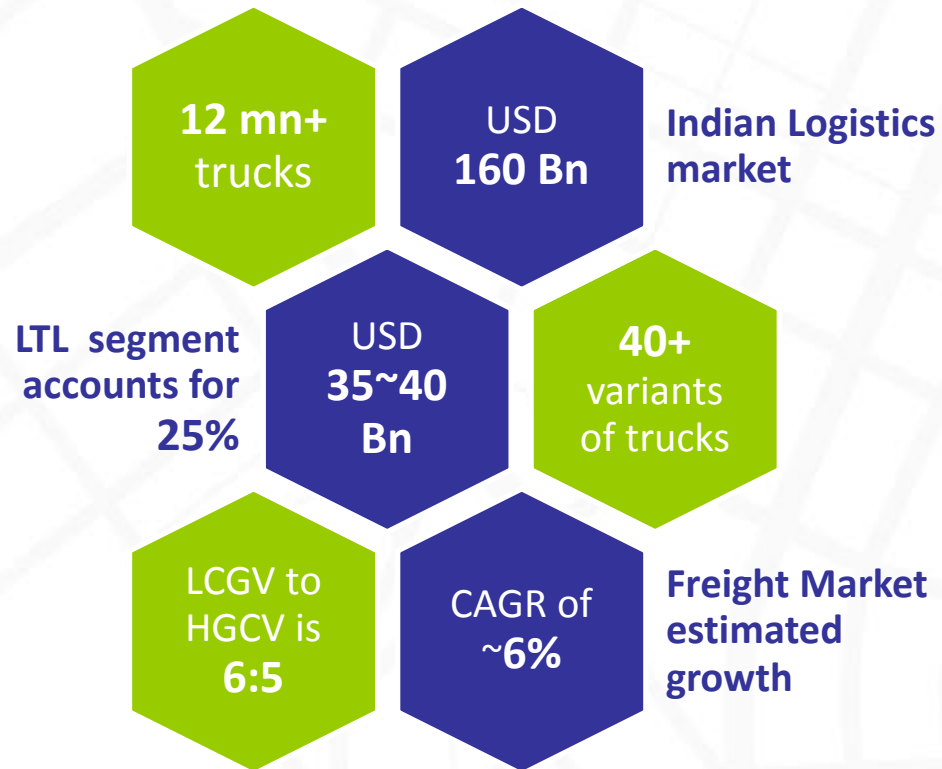 12 mn+
trucks
USD
160 Bn
Indian Logistics
market
LTL segment
accounts for
25%
USD
35~40
Bn
40+
variants
of trucks
LCGV to
HGCV is
6:5
CAGR of
~6%
Freight Market
estimated
growth